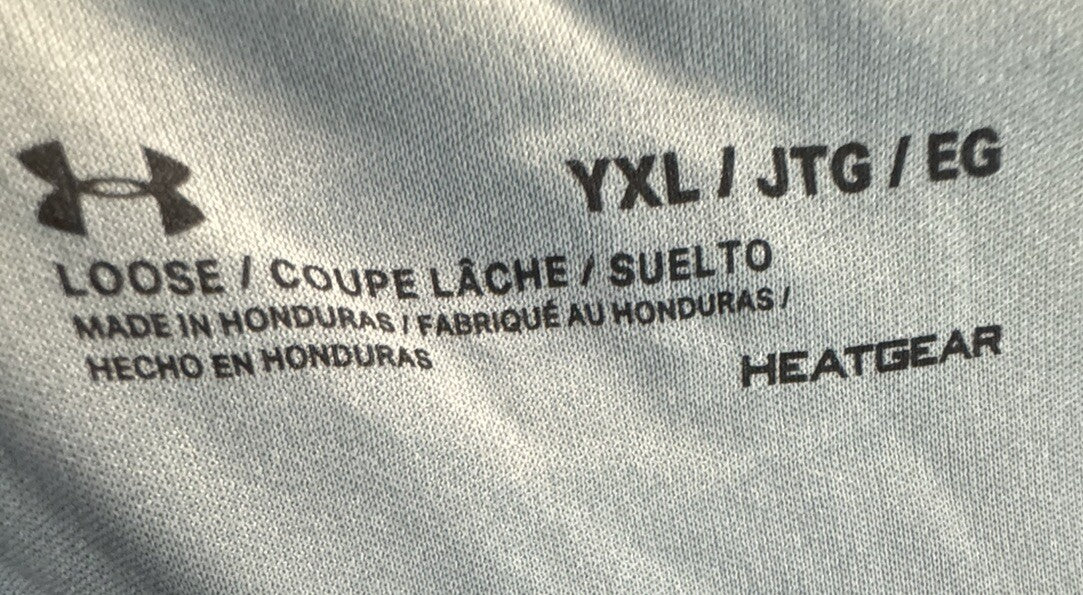 YXL / JTG / EG
LOOSE / COUPE LÂCHE / SUELTO
MADE IN HONDURAS / FABRIQUÉ AU HONDURAS /
HECHO EN HONDURAS
HEATGEAR